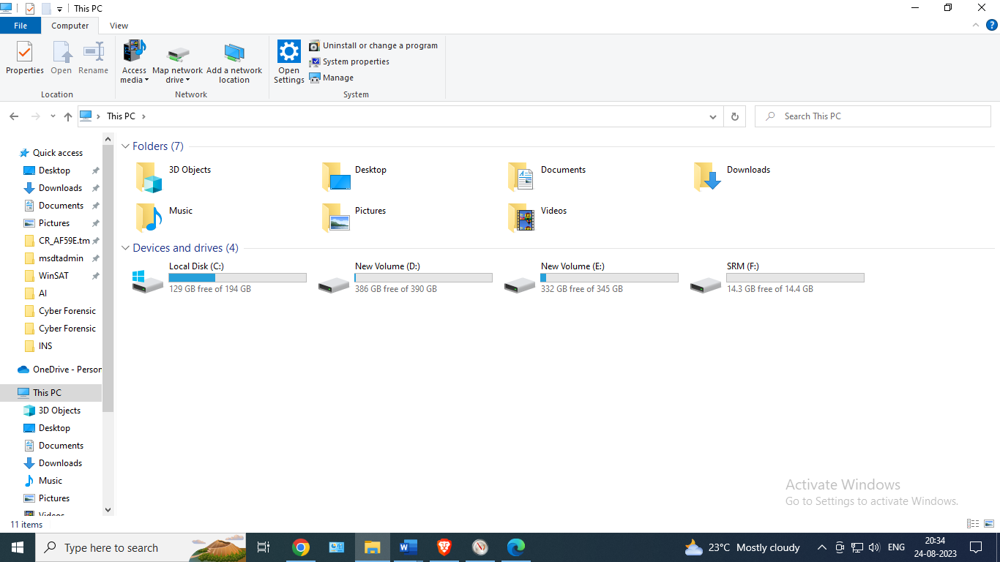 This PC
File Computer View
Properties Open Rename Access media Map network drive Add a network location Open Settings Uninstall or change a program
System properties
Manage
Location Network System
This PC Search This PC
Quick access
Desktop
Downloads
Documents
Pictures
CR_AF59E.tm
msdtadmin
WinSAT
AI
Cyber Forensic
Cyber Forensic
INS
OneDrive - Person
This PC
3D Objects
Desktop
Documents
Downloads
Music
Pictures
Videos
Folders (7)
3D Objects Desktop Documents Downloads
Music Pictures Videos
Devices and drives (4)
Local Disk (C:) New Volume (D:) New Volume (E:) SRM (F:)
129 GB free of 194 GB 386 GB free of 390 GB 332 GB free of 345 GB 14.3 GB free of 14.4 GB
Activate Windows
Go to Settings to activate Windows.
11 items
Type here to search 23°C Mostly cloudy ENG 20:34
24-08-2023